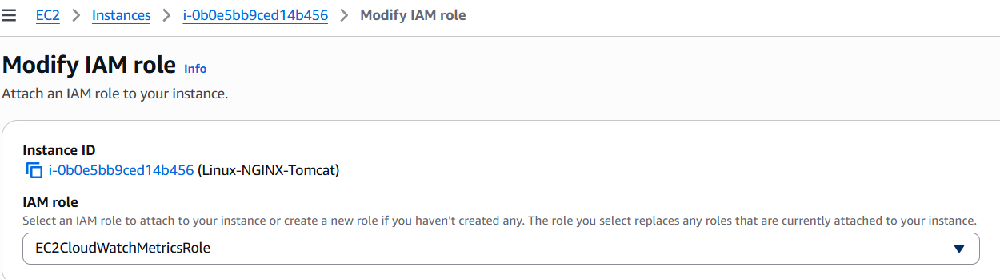 EC2 > Instances > i-0b0e5bb9ced14b456 > Modify IAM role
Modify IAM role Info
Attach an IAM role to your instance.
Instance ID
i-0b0e5bb9ced14b456 (Linux-NGINX-Tomcat)
IAM role
Select an IAM role to attach to your instance or create a new role if you haven't created any. The role you select replaces any roles that are currently attached to your instance.
EC2CloudWatchMetricsRole